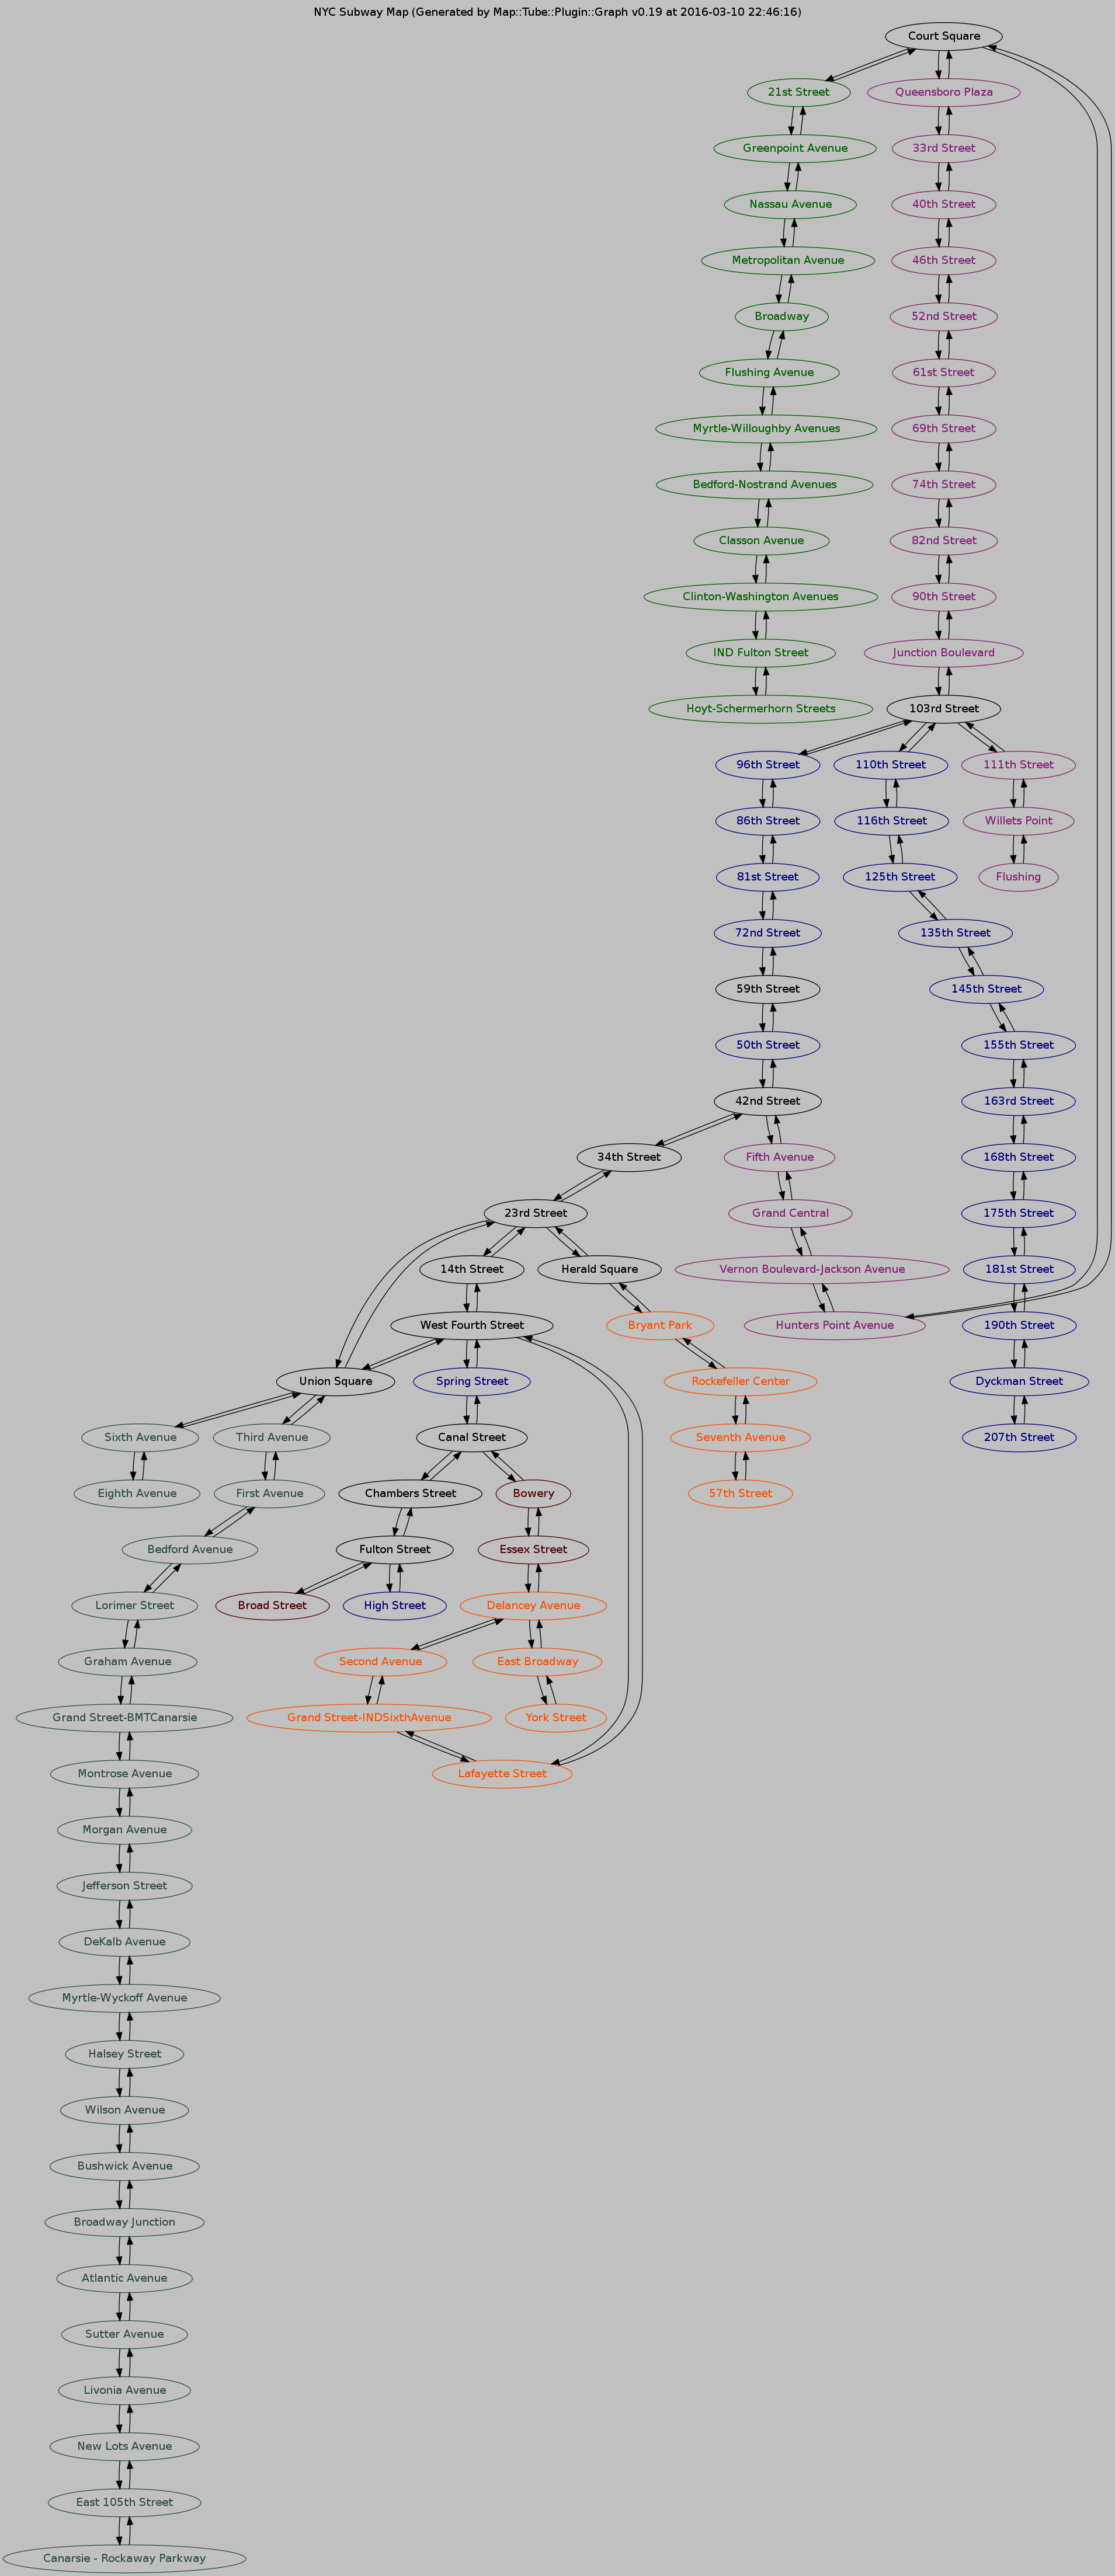 NYC Subway Map (Generated by Map::Tube::Plugin::Graph v0.19 at 2016-03-10 22:46:16)
Court Square
21st Street
Queensboro Plaza
Greenpoint Avenue
33rd Street
Nassau Avenue
40th Street
Metropolitan Avenue
46th Street
Broadway
52nd Street
Flushing Avenue
61st Street
Myrtle-Willoughby Avenues
69th Street
Bedford-Nostrand Avenues
74th Street
Classon Avenue
82nd Street
Clinton-Washington Avenues
90th Street
IND Fulton Street
Junction Boulevard
Hoyt-Schermerhorn Streets
103rd Street
96th Street
110th Street
111th Street
86th Street
116th Street
Willets Point
81st Street
125th Street
Flushing
72nd Street
135th Street
59th Street
145th Street
50th Street
155th Street
42nd Street
163rd Street
34th Street
Fifth Avenue
168th Street
23rd Street
Grand Central
175th Street
14th Street
Herald Square
Vernon Boulevard-Jackson Avenue
181st Street
West Fourth Street
Bryant Park
Hunters Point Avenue
190th Street
Union Square
Spring Street
Rockefeller Center
Dyckman Street
Sixth Avenue
Third Avenue
Canal Street
Seventh Avenue
207th Street
Eighth Avenue
First Avenue
Chambers Street
Bowery
57th Street
Bedford Avenue
Fulton Street
Essex Street
Lorimer Street
Broad Street
High Street
Delancey Avenue
Graham Avenue
Second Avenue
East Broadway
Grand Street-BMTCanarsie
Grand Street-INDSixthAvenue
York Street
Montrose Avenue
Lafayette Street
Morgan Avenue
Jefferson Street
DeKalb Avenue
Myrtle-Wyckoff Avenue
Halsey Street
Wilson Avenue
Bushwick Avenue
Broadway Junction
Atlantic Avenue
Sutter Avenue
Livonia Avenue
New Lots Avenue
East 105th Street
Canarsie - Rockaway Parkway